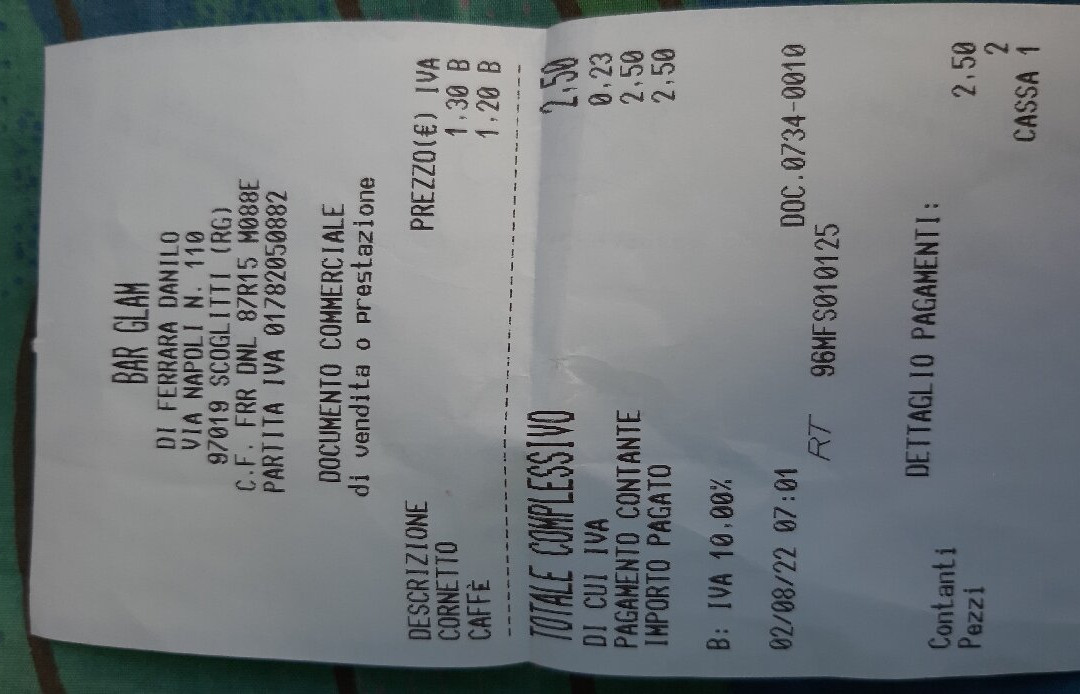 BAR GLAM
DI FERRARA DANILO
VIA NAPOLI N. 110
97019 SCOGLITTI (RG)
C.F. FRR DNL 87R15 M088E
PARTITA IVA 01782050882
DOCUMENTO COMMERCIALE
di vendita o prestazione
DESCRIZIONE PREZZO(€) IVA
CORNETTO 1,30 B
CAFFÈ 1,20 B
TOTALE COMPLESSIVO 2,50
DI CUI IVA 0,23
PAGAMENTO CONTANTE 2,50
IMPORTO PAGATO 2,50
B: IVA 10,00%
02/08/22 07:01 DOC.0734-0010
RT 96MFS010125
DETTAGLIO PAGAMENTI:
Contanti 2,50
Pezzi 2
CASSA 1